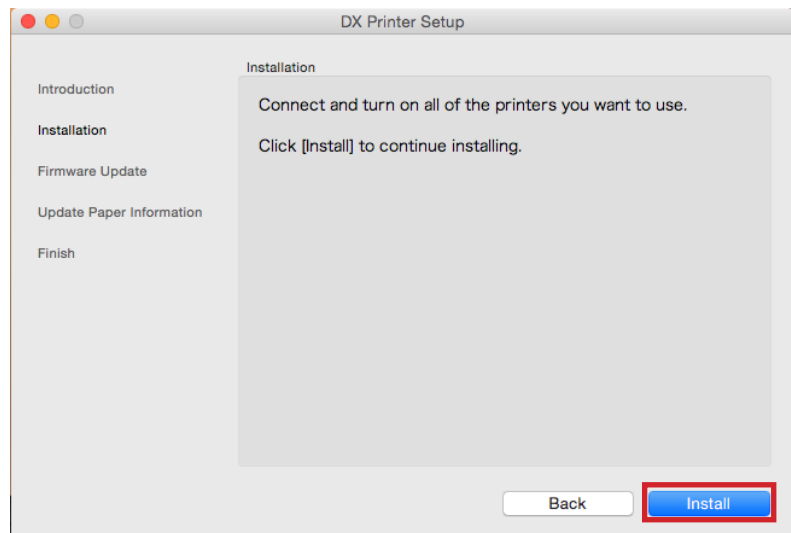 DX Printer Setup
Introduction
Installation
Firmware Update
Update Paper Information
Finish
Installation
Connect and turn on all of the printers you want to use.
Click [Install] to continue installing.
Back
Install